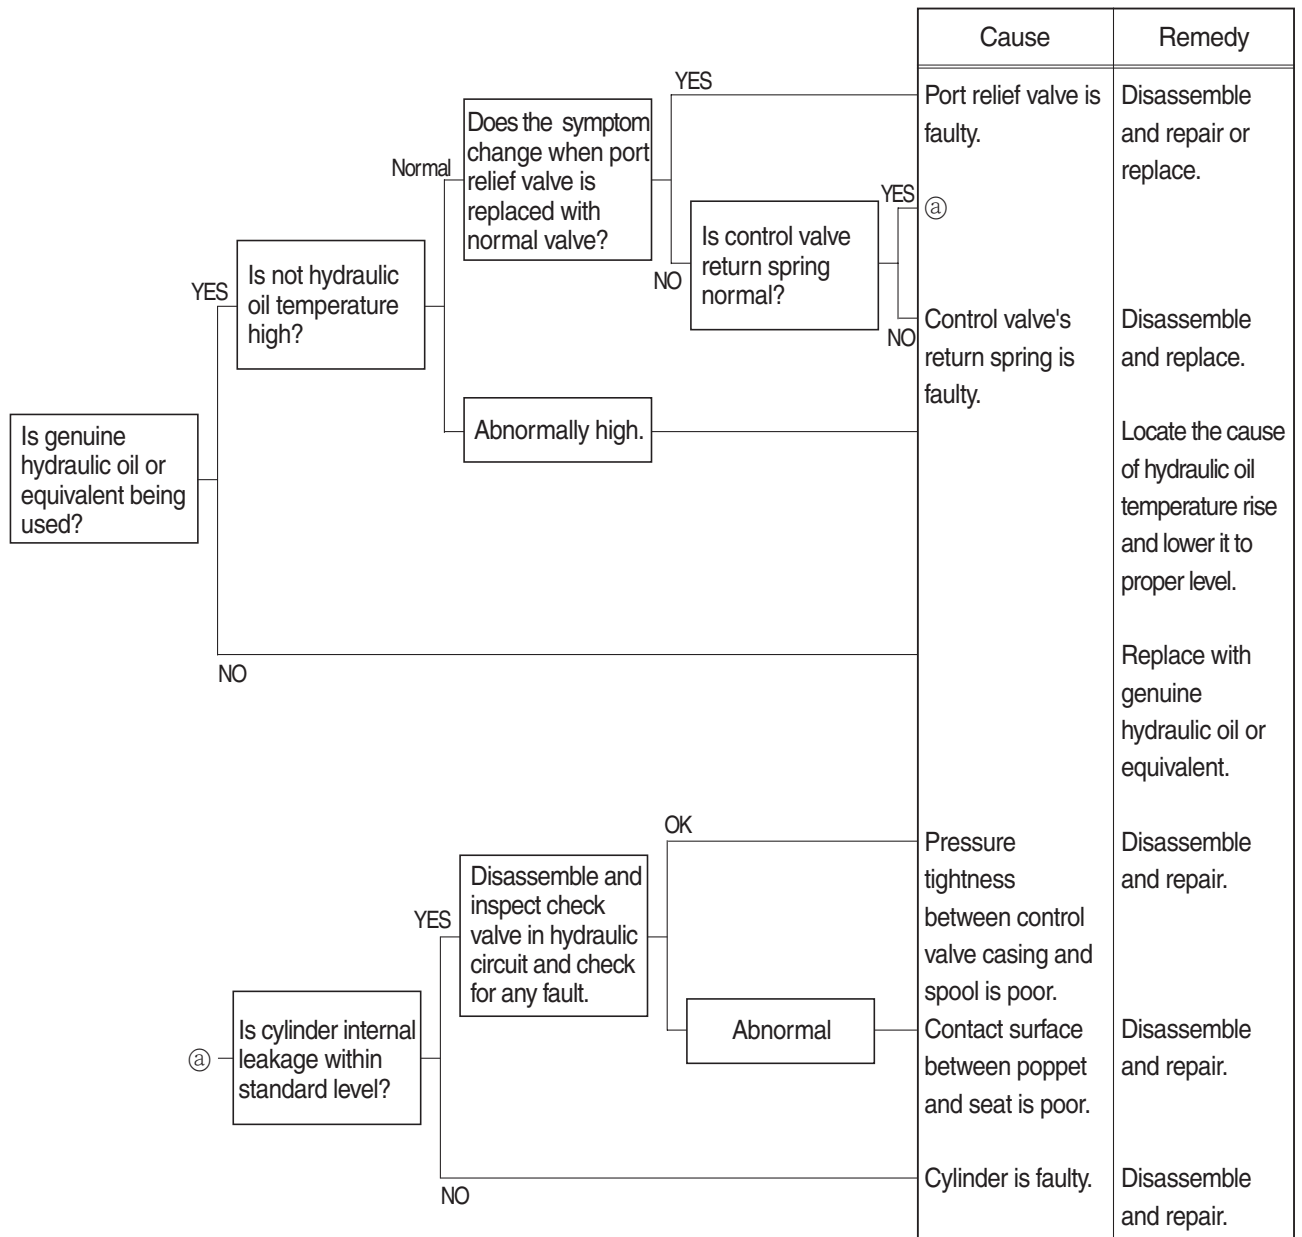 Cause
Remedy
YES
Port relief valve is
faulty.
Disassemble
and repair or
replace.
Does the symptom
change when port
relief valve is
replaced with
normal valve?
Normal
YES
ⓐ
Is control valve
return spring
normal?
NO
Is not hydraulic
oil temperature
high?
YES
NO
Control valve's
return spring is
faulty.
Disassemble
and replace.
Abnormally high.
Locate the cause
of hydraulic oil
temperature rise
and lower it to
proper level.
Is genuine
hydraulic oil or
equivalent being
used?
NO
Replace with
genuine
hydraulic oil or
equivalent.
OK
Pressure
tightness
between control
valve casing and
spool is poor.
Disassemble
and repair.
Disassemble and
inspect check
valve in hydraulic
circuit and check
for any fault.
YES
Abnormal
Contact surface
between poppet
and seat is poor.
Disassemble
and repair.
ⓐ
Is cylinder internal
leakage within
standard level?
NO
Cylinder is faulty.
Disassemble
and repair.